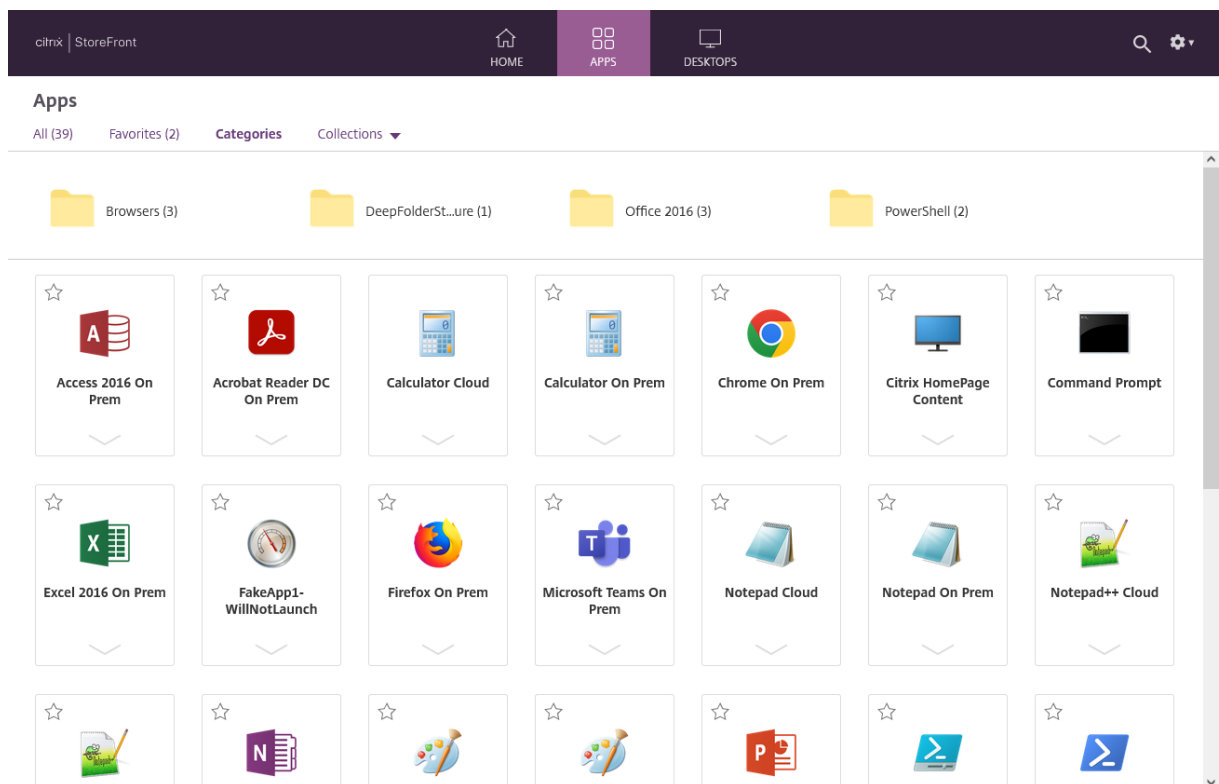 citrix | StoreFront
HOME
APPS
DESKTOPS
Apps
All (39) Favorites (2) Categories Collections
Browsers (3) DeepFolderSt...ure (1) Office 2016 (3) PowerShell (2)
Access 2016 On
Prem
Acrobat Reader DC
On Prem
Calculator Cloud
Calculator On Prem
Chrome On Prem
Citrix HomePage
Content
Command Prompt
Excel 2016 On Prem
FakeApp1-
WillNotLaunch
Firefox On Prem
Microsoft Teams On
Prem
Notepad Cloud
Notepad On Prem
Notepad++ Cloud